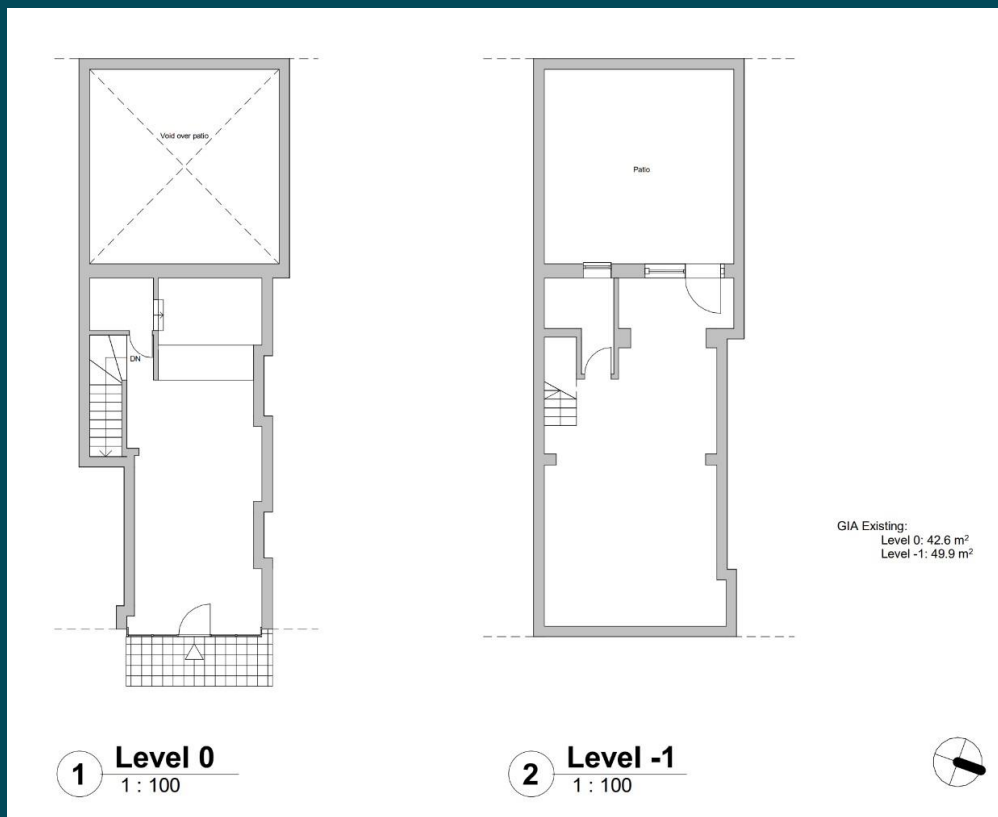 Void over patio
DN
Patio
GIA Existing:
Level 0: 42.6 m²
Level -1: 49.9 m²
1
Level 0
1 : 100
2
Level -1
1 : 100